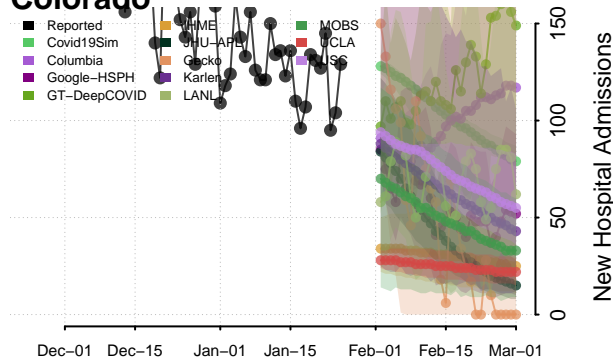 Colorado
Reported IHME MOBS
Covid19Sim JHU−APL UCLA
Columbia Gecko USC
Google−HSPH Karlen
GT−DeepCOVID LANL
150
100
50
0
New Hospital Admissions
Dec−01 Dec−15 Jan−01 Jan−15 Feb−01 Feb−15 Mar−01